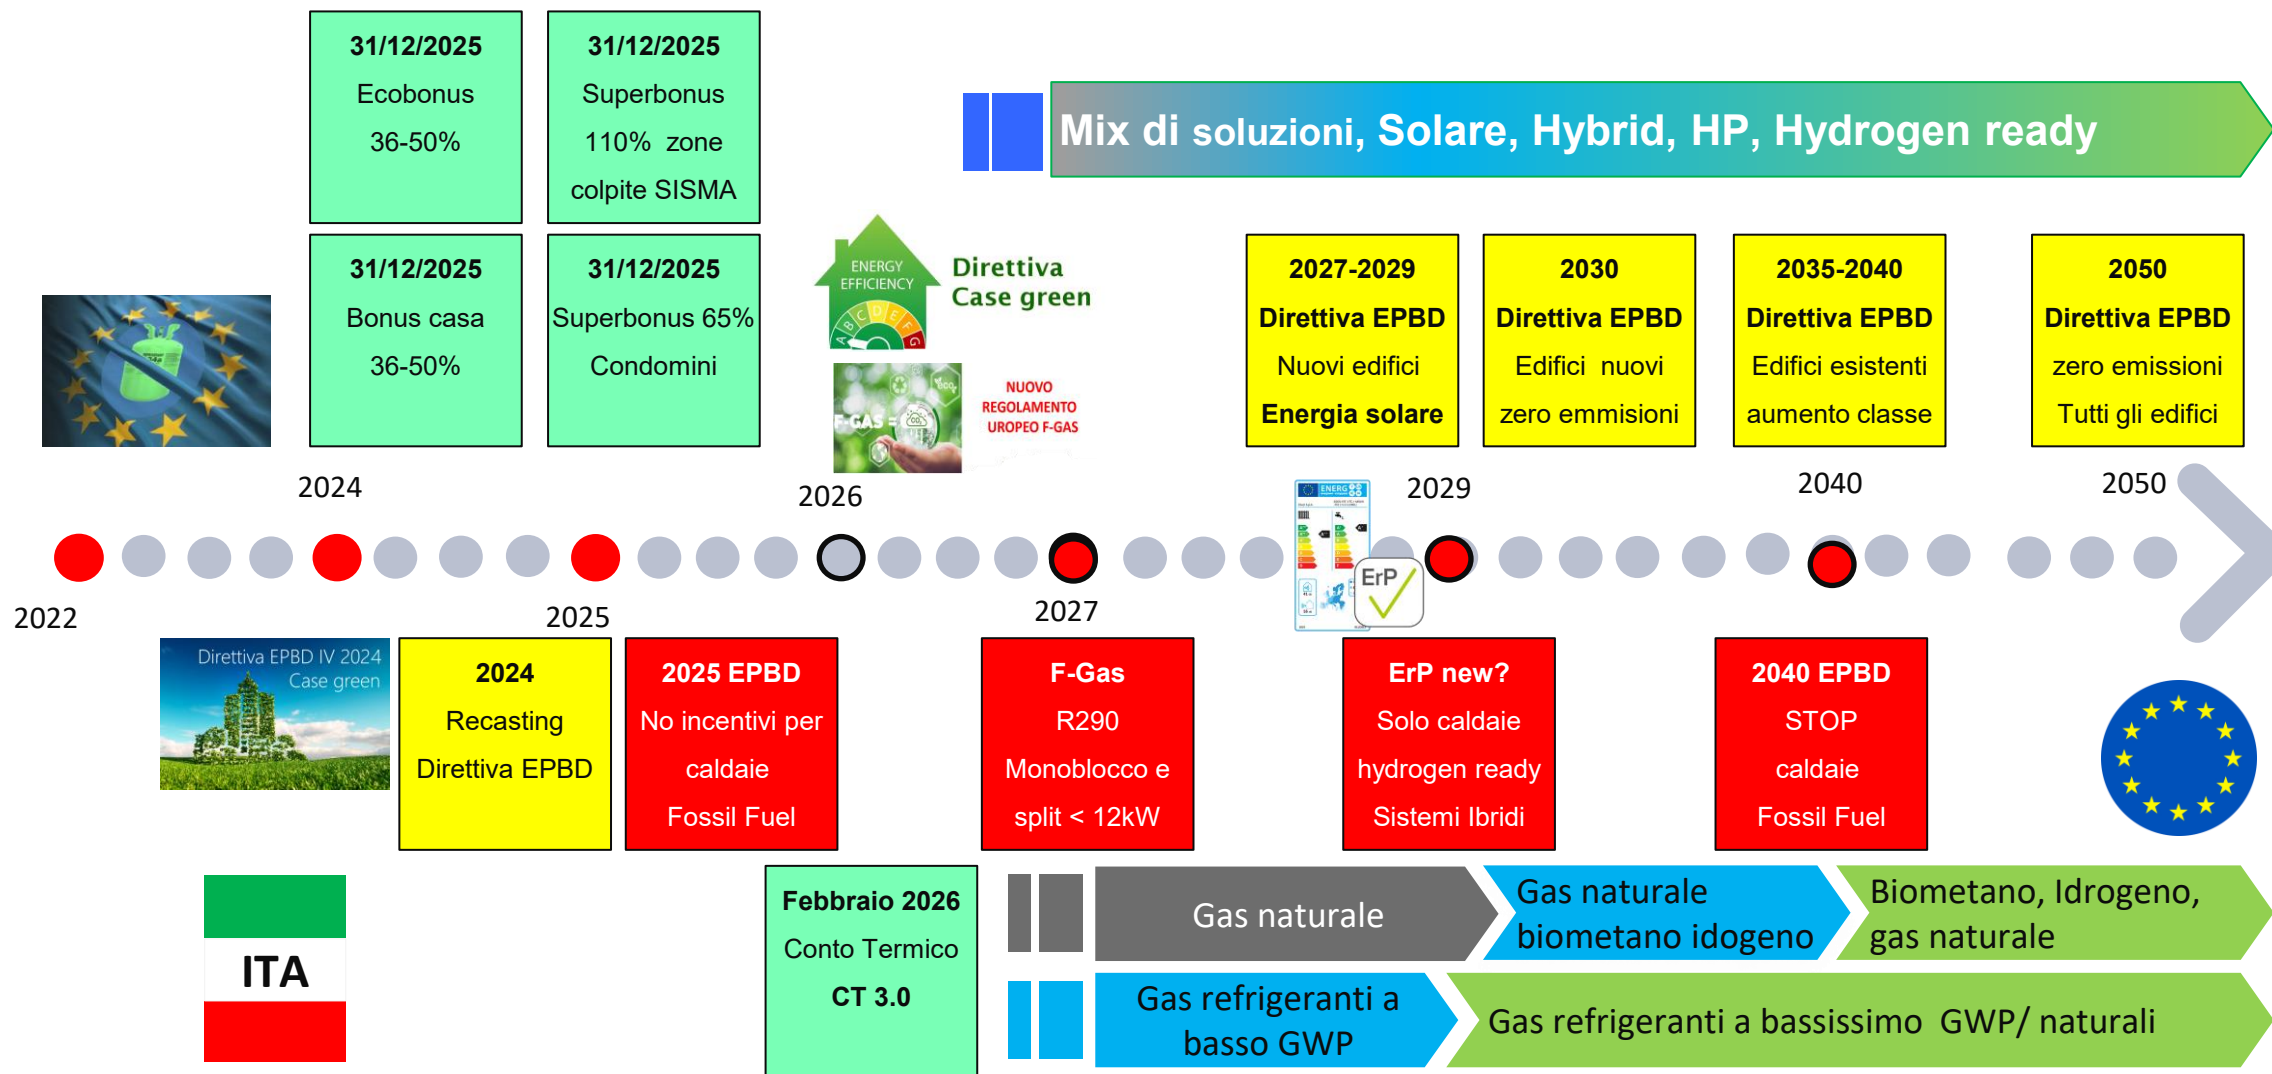 31/12/2025
Ecobonus
36-50%
31/12/2025
Superbonus
110% zone
colpite SISMA
Mix di soluzioni, Solare, Hybrid, HP, Hydrogen ready
31/12/2025
Bonus casa
36-50%
31/12/2025
Superbonus 65%
Condomini
ENERGY
EFFICIENCY
A B C D E F G
Direttiva
Case green
F-GAS =
CO₂
eco
NUOVO
REGOLAMENTO
UROPEO F-GAS
2027-2029
Direttiva EPBD
Nuovi edifici
Energia solare
2030
Direttiva EPBD
Edifici nuovi
zero emmisioni
2035-2040
Direttiva EPBD
Edifici esistenti
aumento classe
2050
Direttiva EPBD
zero emissioni
Tutti gli edifici
2024
2026
2029
2040
2050
ENERG
ErP
2022
2025
2027
Direttiva EPBD IV 2024
Case green
2024
Recasting
Direttiva EPBD
2025 EPBD
No incentivi per
caldaie
Fossil Fuel
F-Gas
R290
Monoblocco e
split < 12kW
ErP new?
Solo caldaie
hydrogen ready
Sistemi Ibridi
2040 EPBD
STOP
caldaie
Fossil Fuel
ITA
Febbraio 2026
Conto Termico
CT 3.0
Gas naturale
Gas naturale
biometano idogeno
Biometano, Idrogeno,
gas naturale
Gas refrigeranti a
basso GWP
Gas refrigeranti a bassissimo GWP/ naturali